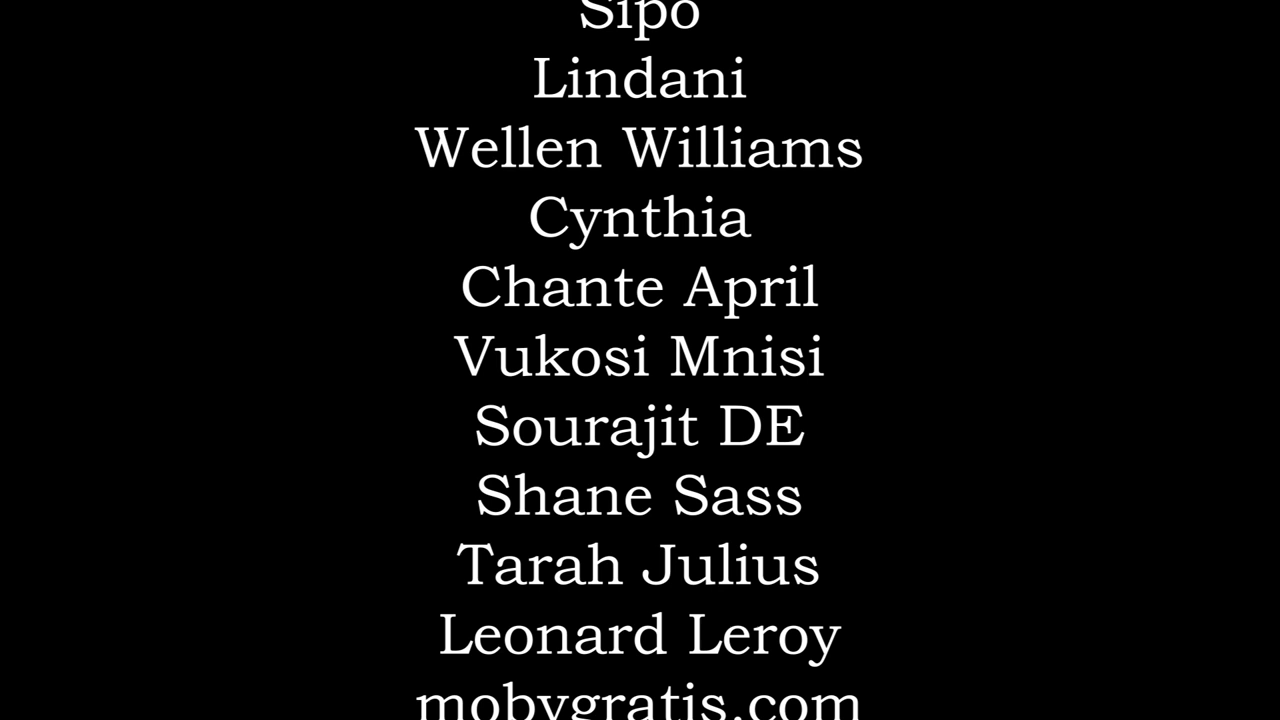 Sipo
Lindani
Wellen Williams
Cynthia
Chante April
Vukosi Mnisi
Sourajit DE
Shane Sass
Tarah Julius
Leonard Leroy
mobygratis.com